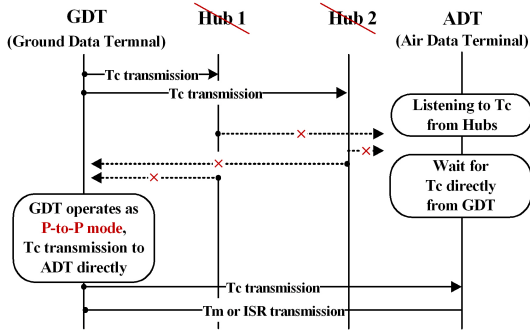 GDT
Hub 1
Hub 2
ADT
(Ground Data Termnal)
(Air Data Terminal)
Tc transmission
Tc transmission
Listening to Tc
from Hubs
Wait for
Tc directly
from GDT
GDT operates as
P-to-P mode,
Tc transmission to
ADT directly
Tc transmission
Tm or ISR transmission